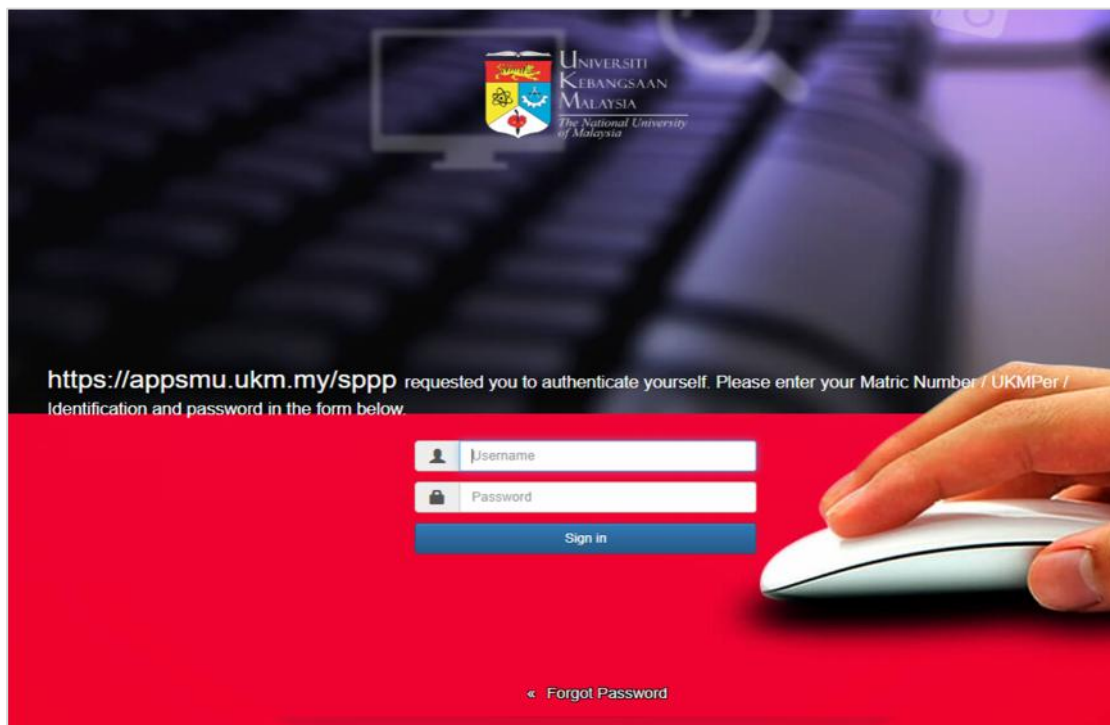 UNIVERSITI
KEBANGSAAN
MALAYSIA
The National University
of Malaysia
https://appsmu.ukm.my/sppp requested you to authenticate yourself. Please enter your Matric Number / UKMPer /
Identification and password in the form below.
Username
Password
Sign in
« Forgot Password